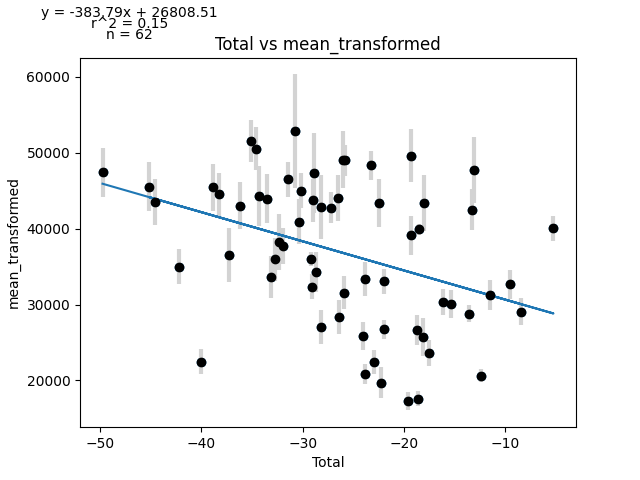 y = -383.79x + 26808.51
r^2 = 0.15
n = 62
Total vs mean_transformed
60000
50000
40000
30000
20000
mean_transformed
−50
−40
−30
−20
−10
Total